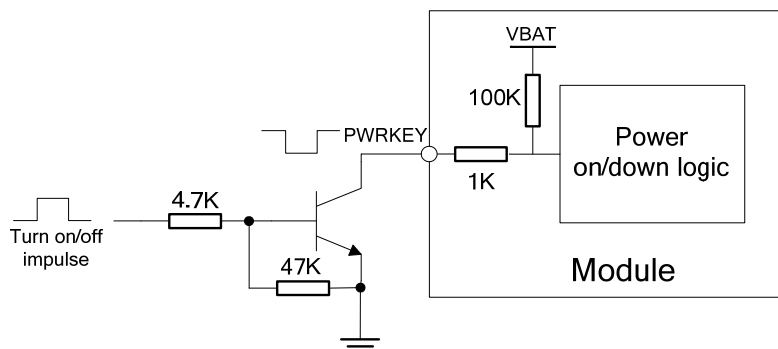 VBAT
100K
PWRKEY
Power
on/down logic
1K
4.7K
Turn on/off
impulse
47K
Module